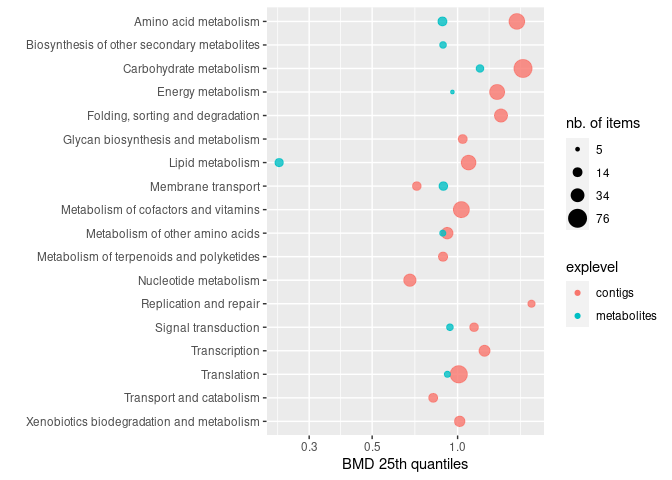 Amino acid metabolism
Biosynthesis of other secondary metabolites
Carbohydrate metabolism
Energy metabolism
Folding, sorting and degradation
Glycan biosynthesis and metabolism
Lipid metabolism
Membrane transport
Metabolism of cofactors and vitamins
Metabolism of other amino acids
Metabolism of terpenoids and polyketides
Nucleotide metabolism
Replication and repair
Signal transduction
Transcription
Translation
Transport and catabolism
Xenobiotics biodegradation and metabolism
0.3 0.5 1.0
BMD 25th quantiles
nb. of items
5
14
34
76
explevel
contigs
metabolites